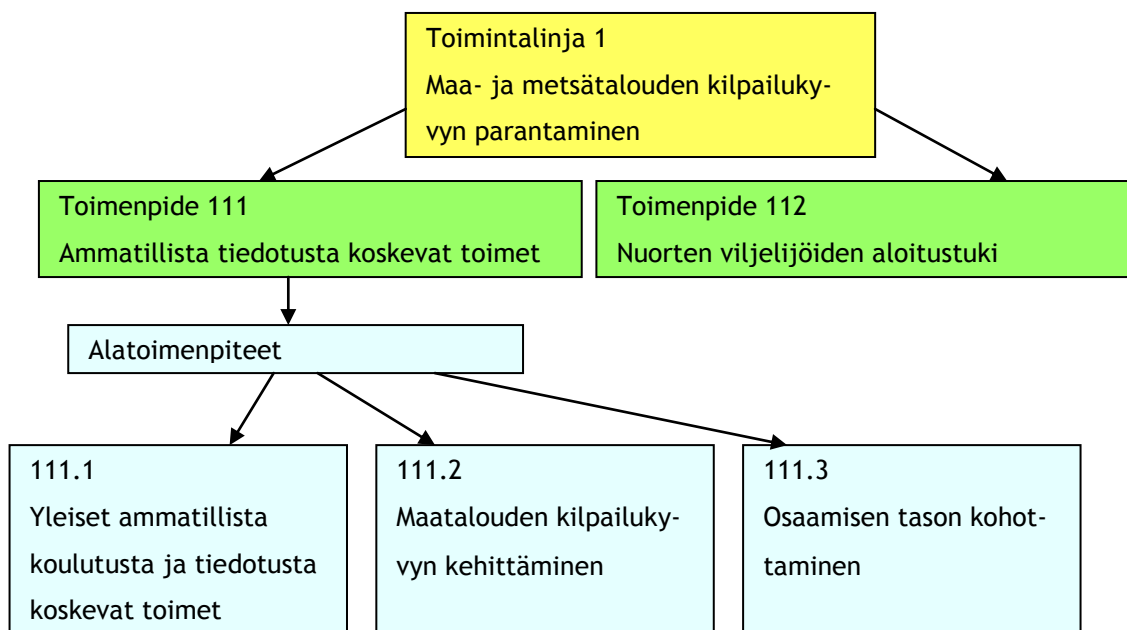 Toimintalinja 1
Maa- ja metsätalouden kilpailuky-
vyn parantaminen
Toimenpide 111
Ammatillista tiedotusta koskevat toimet
Toimenpide 112
Nuorten viljelijöiden aloitustuki
Alatoimenpiteet
111.1
Yleiset ammatillista
koulutusta ja tiedotusta
koskevat toimet
111.2
Maatalouden kilpailuky-
vyn kehittäminen
111.3
Osaamisen tason kohot-
taminen